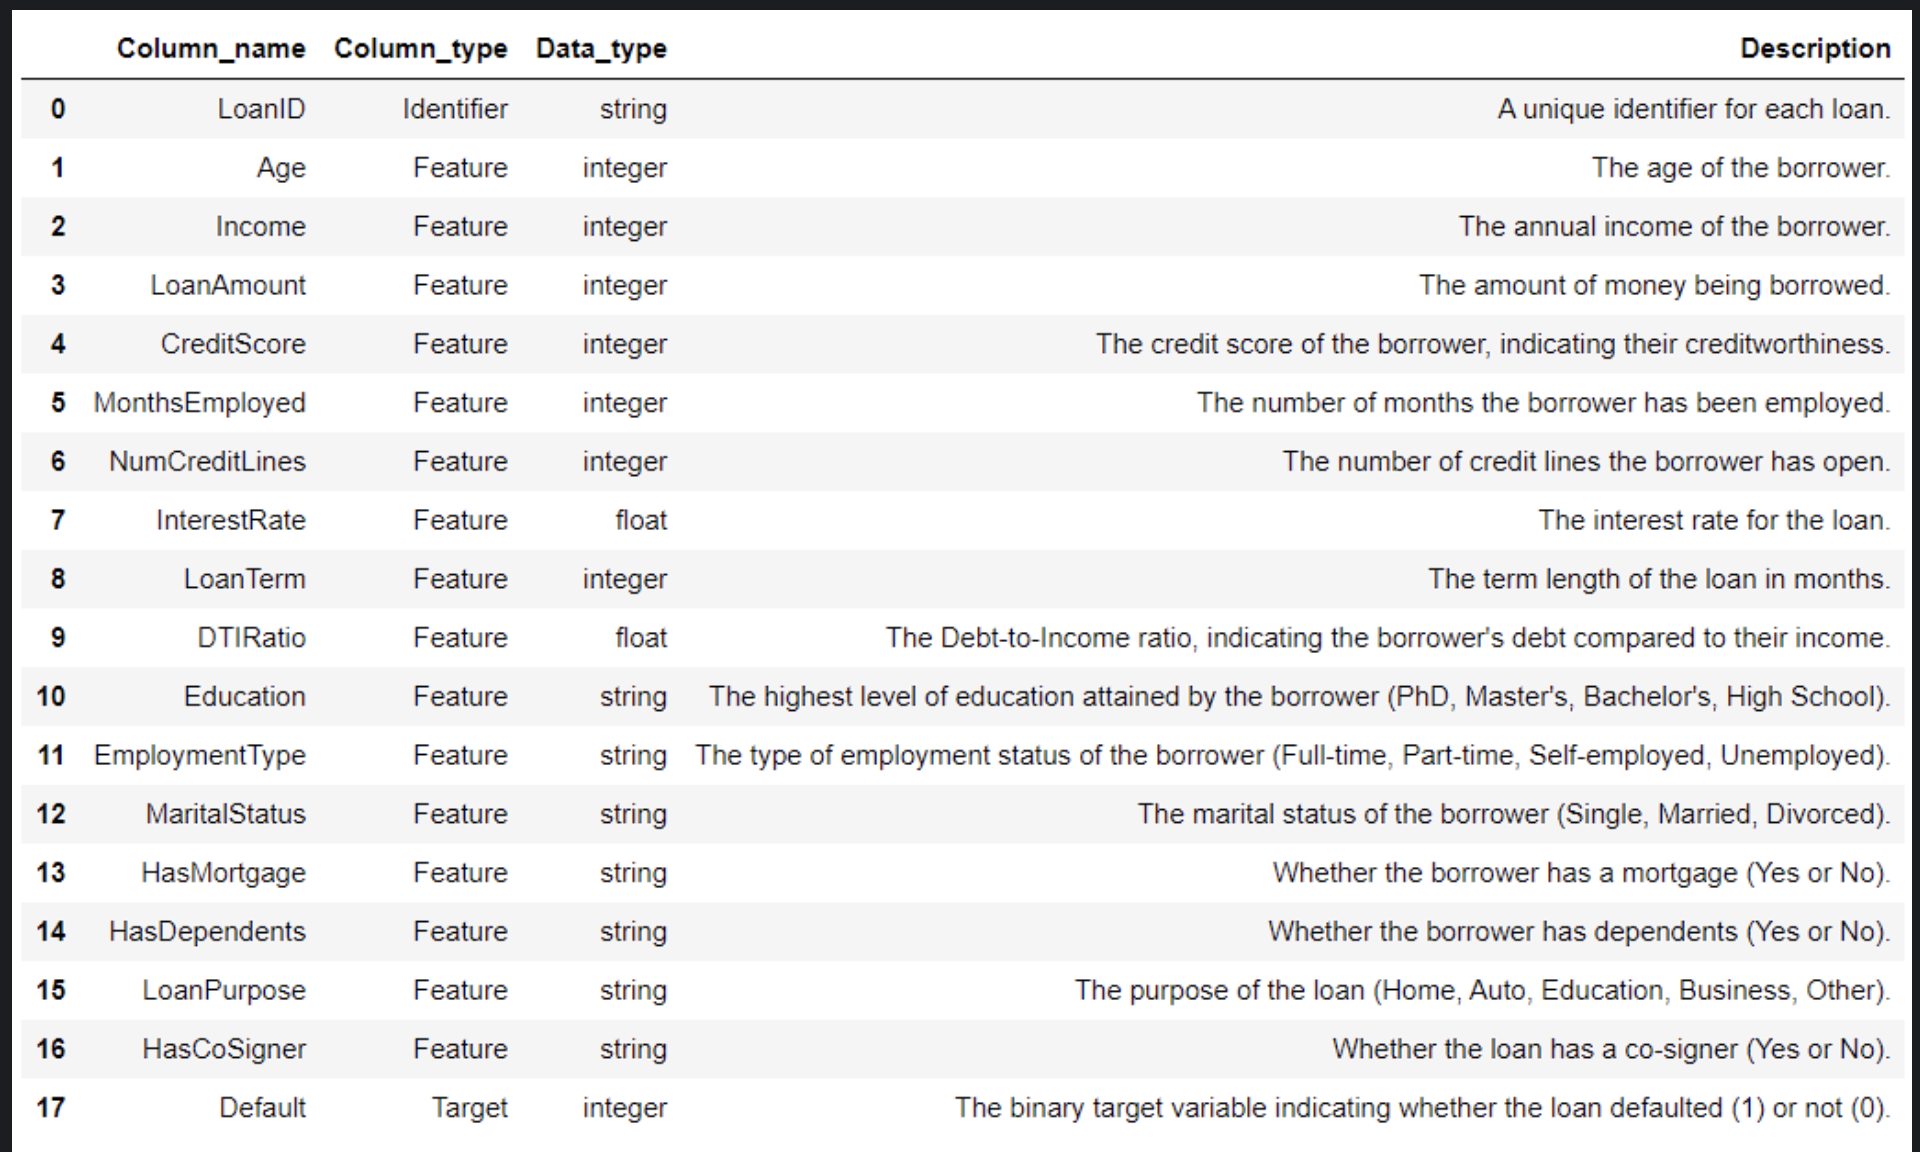 Column_name Column_type Data_type Description
0 LoanID Identifier string A unique identifier for each loan.
1 Age Feature integer The age of the borrower.
2 Income Feature integer The annual income of the borrower.
3 LoanAmount Feature integer The amount of money being borrowed.
4 CreditScore Feature integer The credit score of the borrower, indicating their creditworthiness.
5 MonthsEmployed Feature integer The number of months the borrower has been employed.
6 NumCreditLines Feature integer The number of credit lines the borrower has open.
7 InterestRate Feature float The interest rate for the loan.
8 LoanTerm Feature integer The term length of the loan in months.
9 DTIRatio Feature float The Debt-to-Income ratio, indicating the borrower's debt compared to their income.
10 Education Feature string The highest level of education attained by the borrower (PhD, Master's, Bachelor's, High School).
11 EmploymentType Feature string The type of employment status of the borrower (Full-time, Part-time, Self-employed, Unemployed).
12 MaritalStatus Feature string The marital status of the borrower (Single, Married, Divorced).
13 HasMortgage Feature string Whether the borrower has a mortgage (Yes or No).
14 HasDependents Feature string Whether the borrower has dependents (Yes or No).
15 LoanPurpose Feature string The purpose of the loan (Home, Auto, Education, Business, Other).
16 HasCoSigner Feature string Whether the loan has a co-signer (Yes or No).
17 Default Target integer The binary target variable indicating whether the loan defaulted (1) or not (0).